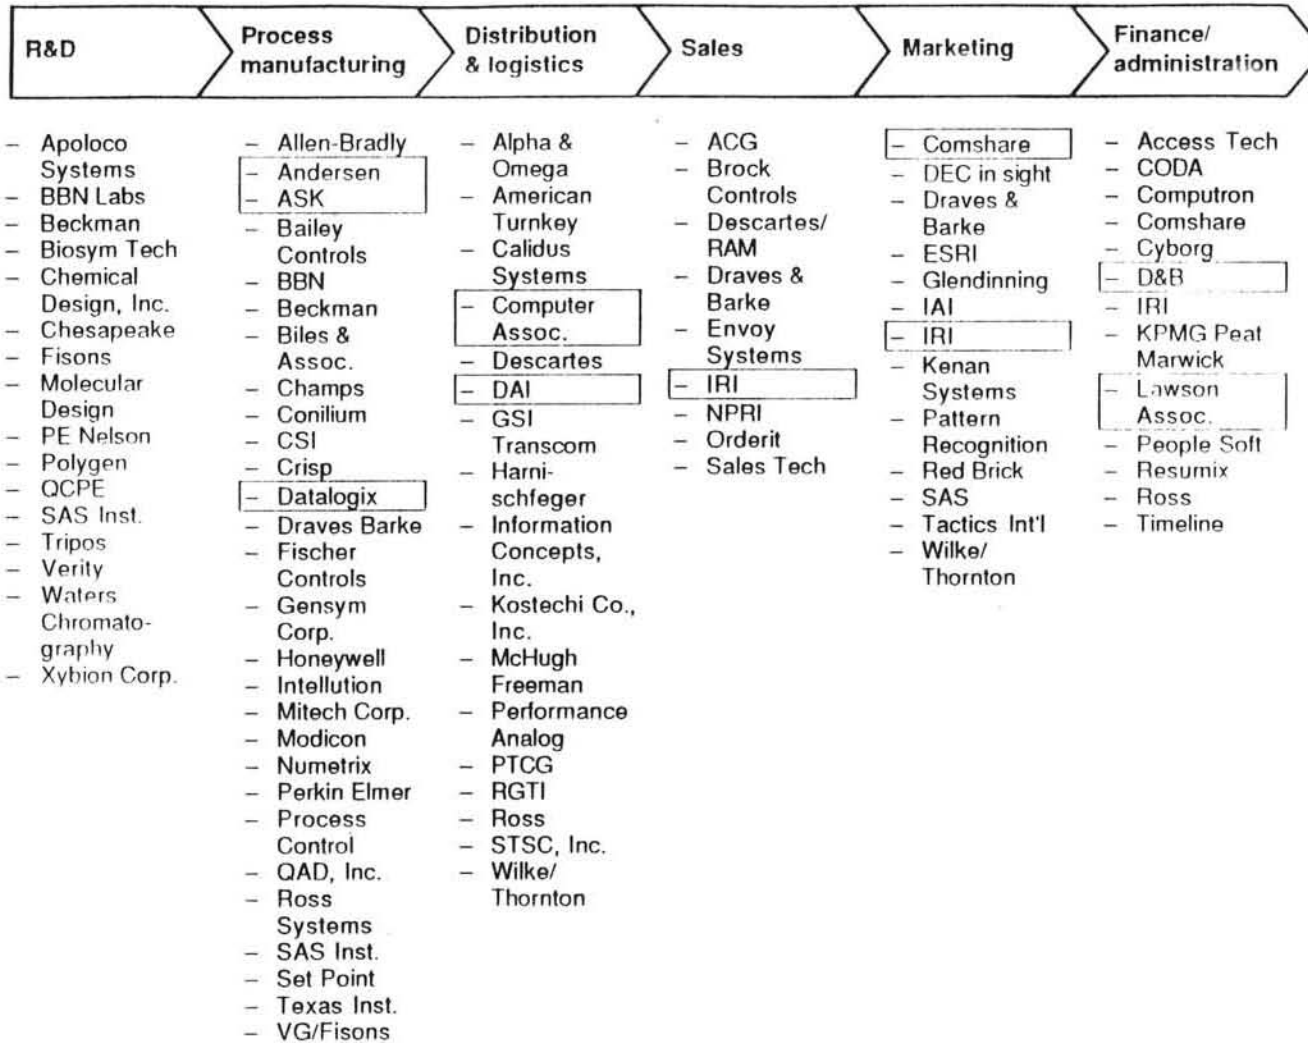 R&D
Process
manufacturing
Distribution
& logistics
Sales
Marketing
Finance/
administration
– Apoloco
Systems
– BBN Labs
– Beckman
– Biosym Tech
– Chemical
Design, Inc.
– Chesapeake
– Fisons
– Molecular
Design
– PE Nelson
– Polygen
– QCPE
– SAS Inst.
– Tripos
– Verity
– Waters
Chromato-
graphy
– Xybion Corp.
– Allen-Bradly
– Andersen
– ASK
– Bailey
Controls
– BBN
– Beckman
– Biles &
Assoc.
– Champs
– Conilium
– CSI
– Crisp
– Datalogix
– Draves Barke
– Fischer
Controls
– Gensym
Corp.
– Honeywell
– Intellution
– Mitech Corp.
– Modicon
– Numetrix
– Perkin Elmer
– Process
Control
– QAD, Inc.
– Ross
Systems
– SAS Inst.
– Set Point
– Texas Inst.
– VG/Fisons
– Alpha &
Omega
– American
Turnkey
– Calidus
Systems
– Computer
Assoc.
– Descartes
– DAI
– GSI
Transcom
– Harni-
schfeger
– Information
Concepts,
Inc.
– Kostechi Co.,
Inc.
– McHugh
Freeman
– Performance
Analog
– PTCG
– RGTI
– Ross
– STSC, Inc.
– Wilke/
Thornton
– ACG
– Brock
Controls
– Descartes/
RAM
– Draves &
Barke
– Envoy
Systems
– IRI
– NPRI
– Orderit
– Sales Tech
– Comshare
– DEC in sight
– Draves &
Barke
– ESRI
– Glendinning
– IAI
– IRI
– Kenan
Systems
– Pattern
Recognition
– Red Brick
– SAS
– Tactics Int'l
– Wilke/
Thornton
– Access Tech
– CODA
– Computron
– Comshare
– Cyborg
– D&B
– IRI
– KPMG Peat
Marwick
– Lawson
Assoc.
– People Soft
– Resumix
– Ross
– Timeline